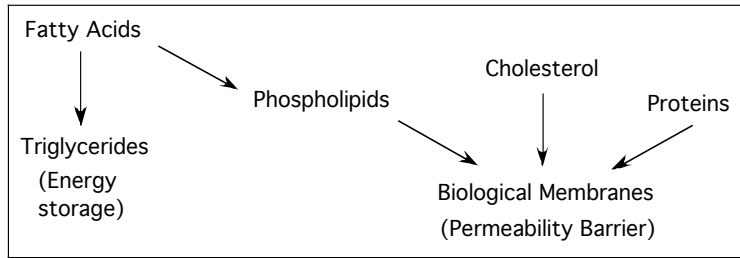 Fatty Acids
Cholesterol
Phospholipids
Proteins
Triglycerides
(Energy
storage)
Biological Membranes
(Permeability Barrier)